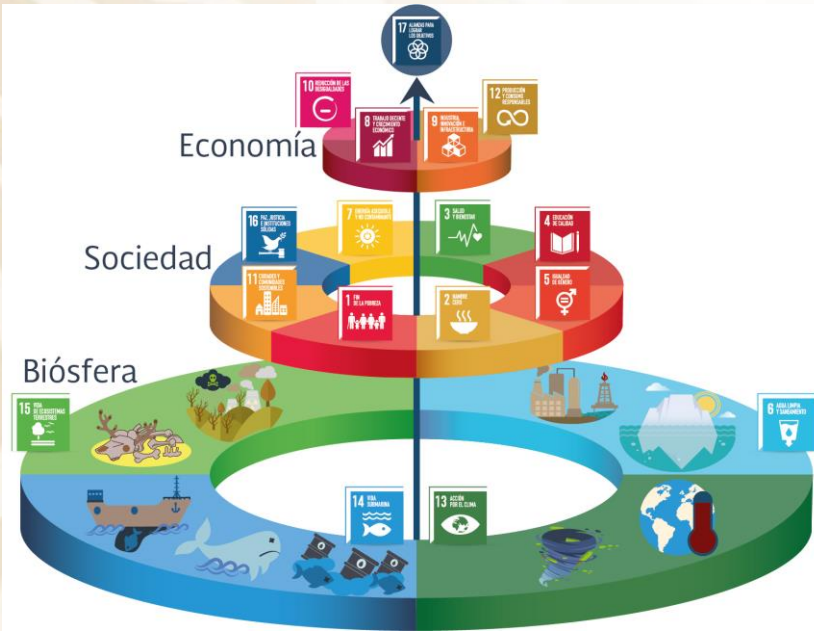 17 ALIANZAS PARA
LOGRAR
LOS OBJETIVOS
10 REDUCCIÓN DE LAS
DESIGUALDADES
12 PRODUCCIÓN
Y CONSUMO
RESPONSABLES
8 TRABAJO DECENTE
Y CRECIMIENTO
ECONÓMICO
9 INDUSTRIA,
INNOVACIÓN E
INFRAESTRUCTURA
Economía
16 PAZ, JUSTICIA
E INSTITUCIONES
SÓLIDAS
7 ENERGÍA ASEQUIBLE
Y NO CONTAMINANTE
3 SALUD
Y BIENESTAR
4 EDUCACIÓN
DE CALIDAD
Sociedad
11 CIUDADES Y
COMUNIDADES
SOSTENIBLES
1 FIN
DE LA POBREZA
2 HAMBRE
CERO
5 IGUALDAD
DE GÉNERO
Biósfera
15 VIDA
DE ECOSISTEMAS
TERRESTRES
6 AGUA LIMPIA
Y SANEAMIENTO
14 VIDA
SUBMARINA
13 ACCIÓN
POR EL CLIMA